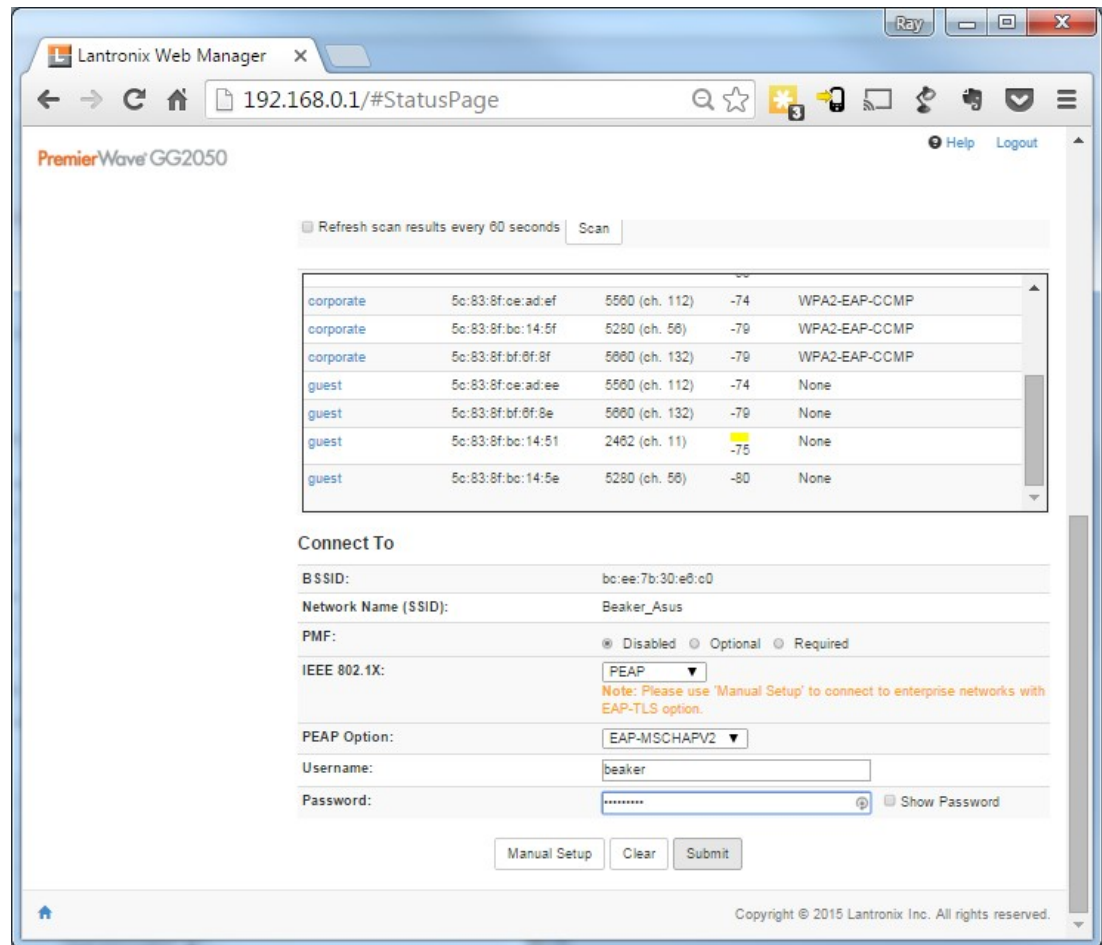 Ray
Lantronix Web Manager
192.168.0.1/#StatusPage
3
PremierWave GG2050
Help Logout
Refresh scan results every 60 seconds Scan
corporate 5c:83:8f:ce:ad:ef 5560 (ch. 112) -74 WPA2-EAP-CCMP
corporate 5c:83:8f:bc:14:5f 5280 (ch. 56) -79 WPA2-EAP-CCMP
corporate 5c:83:8f:bf:6f:8f 5660 (ch. 132) -79 WPA2-EAP-CCMP
guest 5c:83:8f:ce:ad:ee 5560 (ch. 112) -74 None
guest 5c:83:8f:bf:6f:8e 5660 (ch. 132) -79 None
guest 5c:83:8f:bc:14:51 2462 (ch. 11) -75 None
guest 5c:83:8f:bc:14:5e 5280 (ch. 56) -80 None
Connect To
BSSID: bc:ee:7b:30:e6:c0
Network Name (SSID): Beaker_Asus
PMF: Disabled Optional Required
IEEE 802.1X: PEAP
Note: Please use 'Manual Setup' to connect to enterprise networks with
EAP-TLS option.
PEAP Option: EAP-MSCHAPV2
Username: beaker
Password: ········· Show Password
Manual Setup Clear Submit
Copyright © 2015 Lantronix Inc. All rights reserved.